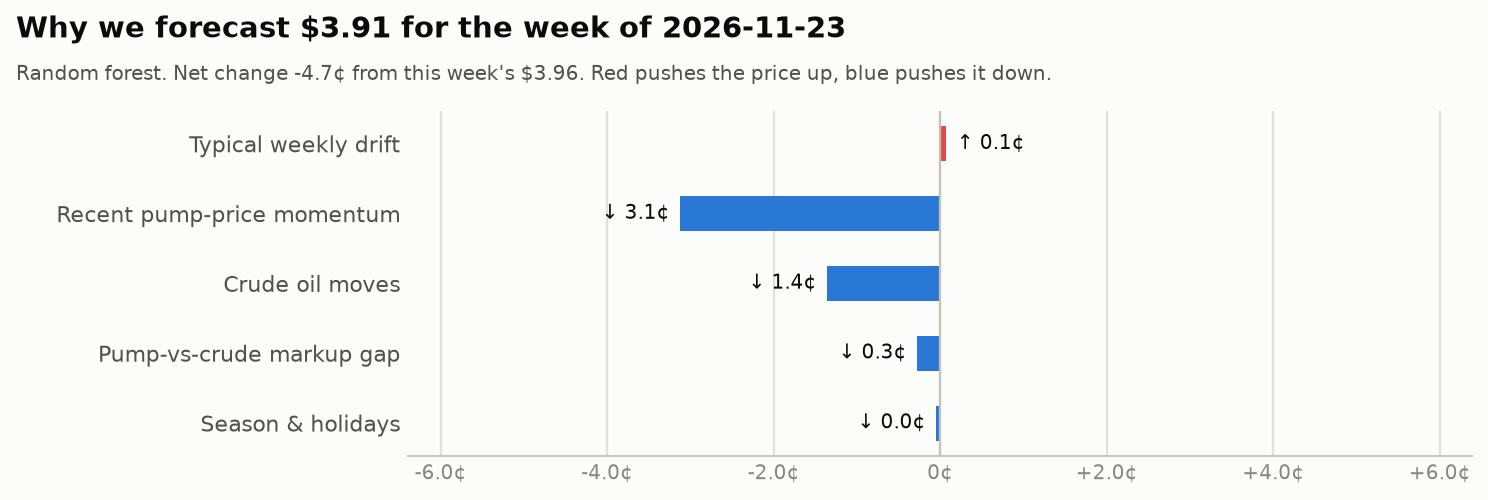 Why we forecast $3.91 for the week of 2026-11-23
Random forest. Net change -4.7¢ from this week's $3.96. Red pushes the price up, blue pushes it down.
Typical weekly drift
↑ 0.1¢
Recent pump-price momentum
↓ 3.1¢
Crude oil moves
↓ 1.4¢
Pump-vs-crude markup gap
↓ 0.3¢
Season & holidays
↓ 0.0¢
-6.0¢ -4.0¢ -2.0¢ 0¢ +2.0¢ +4.0¢ +6.0¢